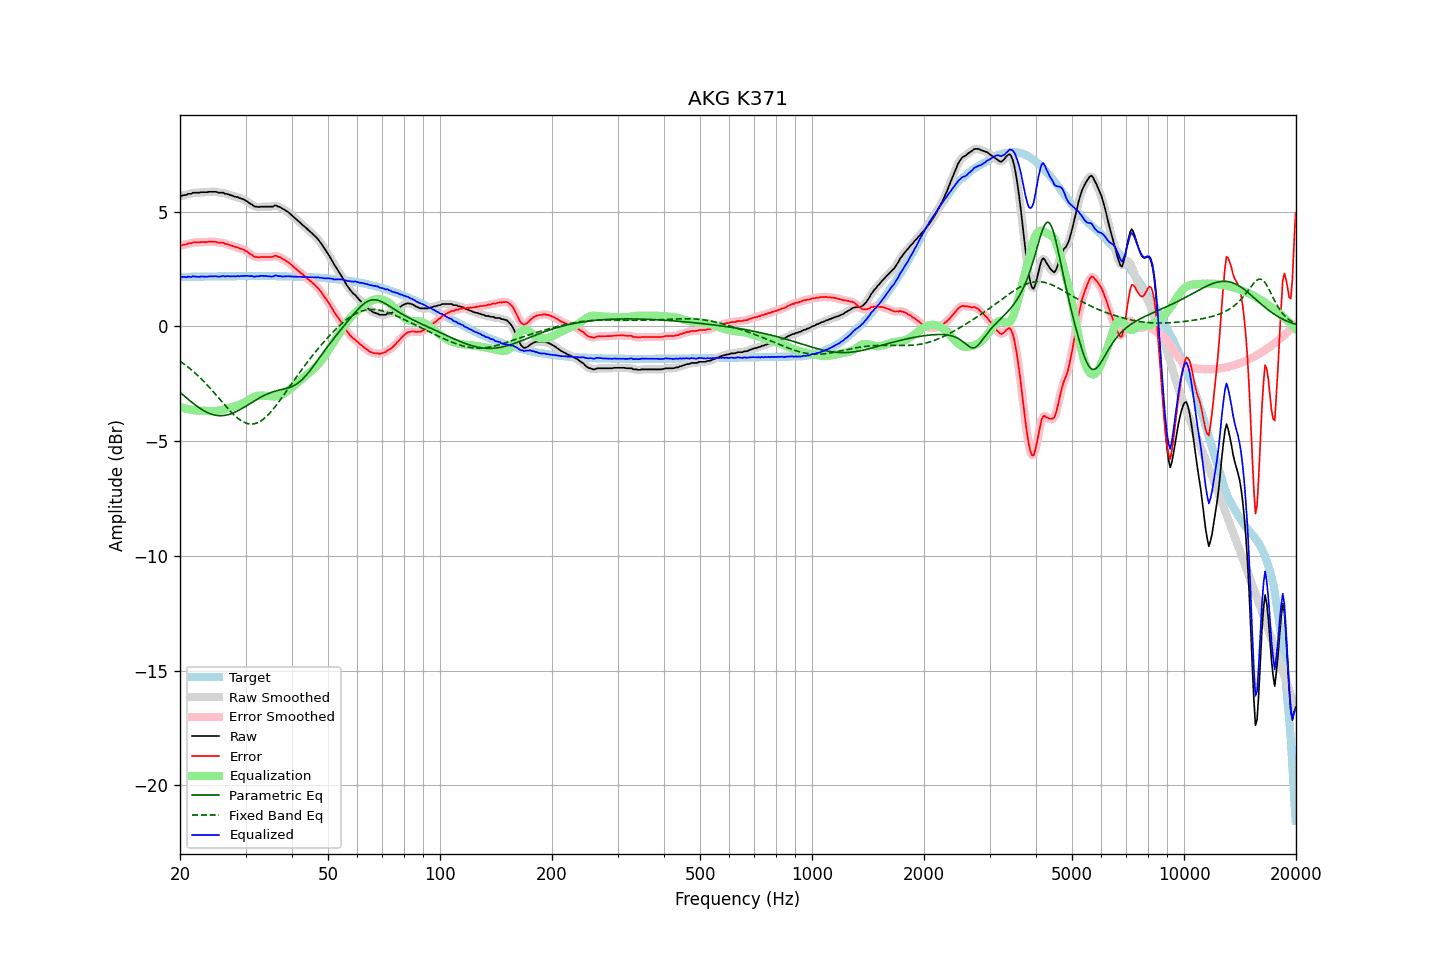 AKG K371
5
0
−5
−10
−15
−20
Amplitude (dBr)
Target
Raw Smoothed
Error Smoothed
Raw
Error
Equalization
Parametric Eq
Fixed Band Eq
Equalized
20 50 100 200 500 1000 2000 5000 10000 20000
Frequency (Hz)